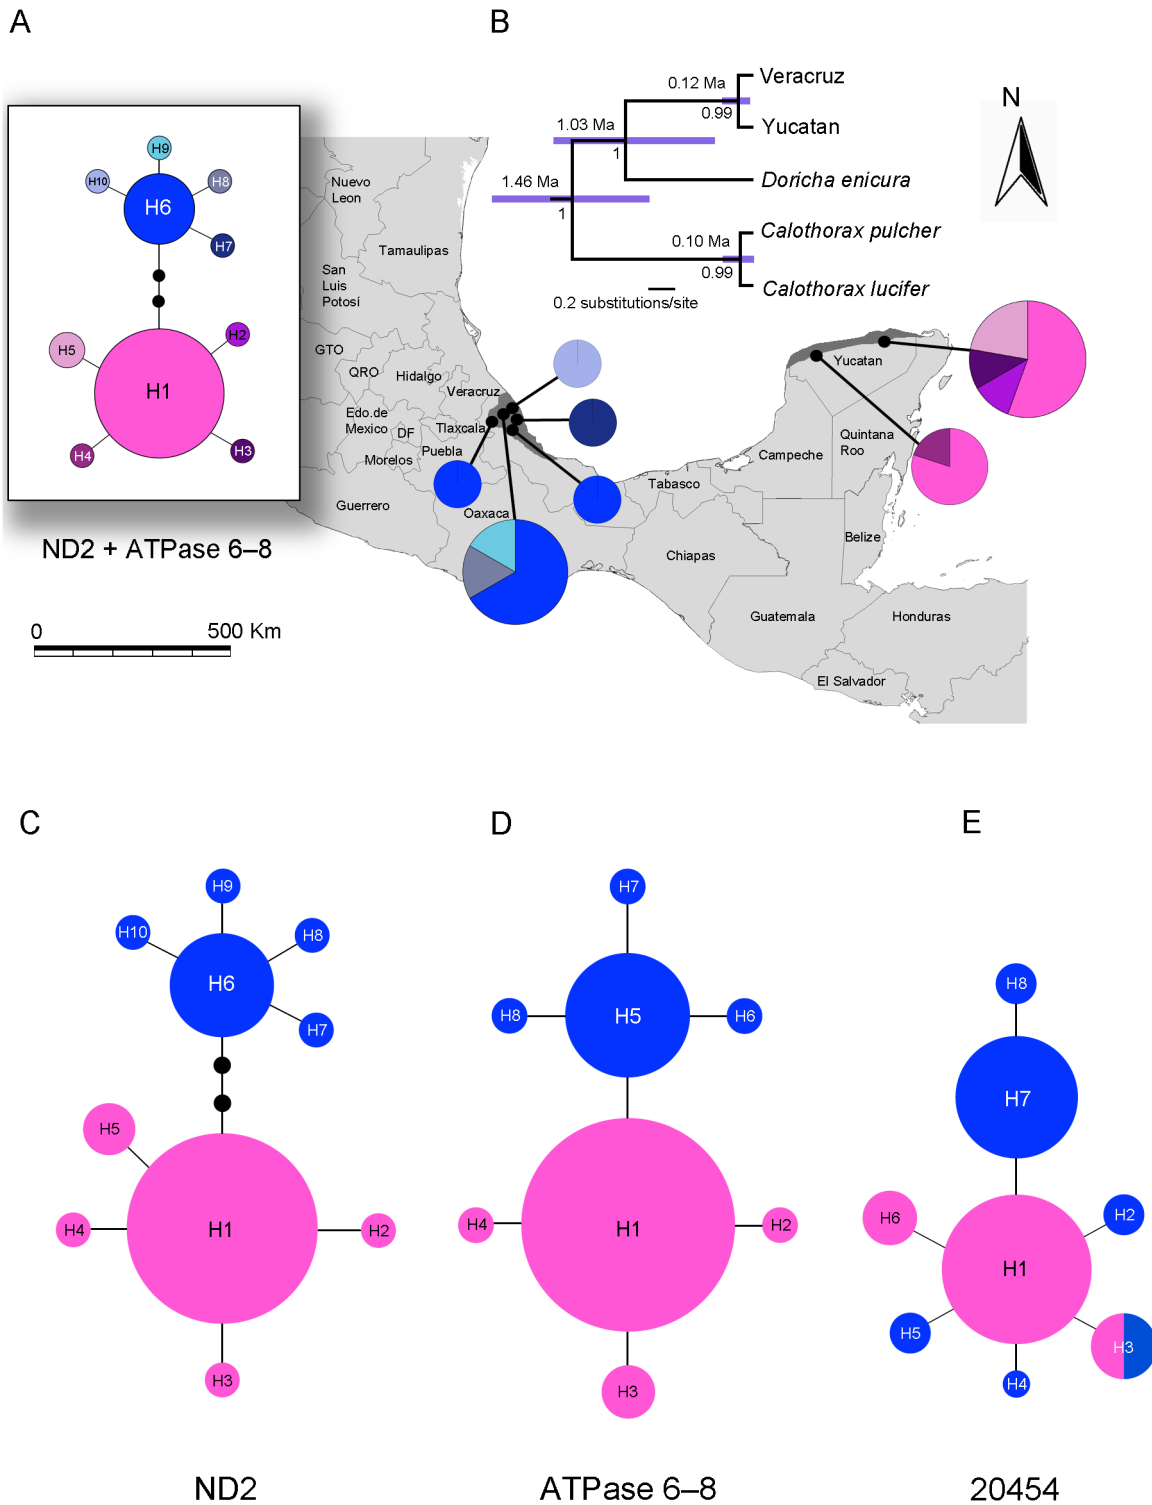 A
B
N
0.12 Ma
Veracruz
0.99
Yucatan
1.03 Ma
1
Doricha enicura
1.46 Ma
1
Calothorax pulcher
0.10 Ma
0.99
Calothorax lucifer
0.2 substitutions/site
H9
H10
H8
H6
H7
H5
H2
H1
H4
H3
ND2 + ATPase 6–8
0
500 Km
Nuevo
Leon
Tamaulipas
San
Luis
Potosí
GTO
QRO
Hidalgo
Veracruz
Edo.de
Mexico
DF
Tlaxcala
Morelos
Puebla
Guerrero
Oaxaca
Tabasco
Chiapas
Campeche
Yucatan
Quintana
Roo
Belize
Guatemala
Honduras
El Salvador
C
H9
H10
H8
H6
H7
H5
H4
H1
H2
H3
ND2
D
H7
H8
H5
H6
H4
H1
H2
H3
ATPase 6–8
E
H8
H7
H6
H2
H1
H5
H3
H4
20454